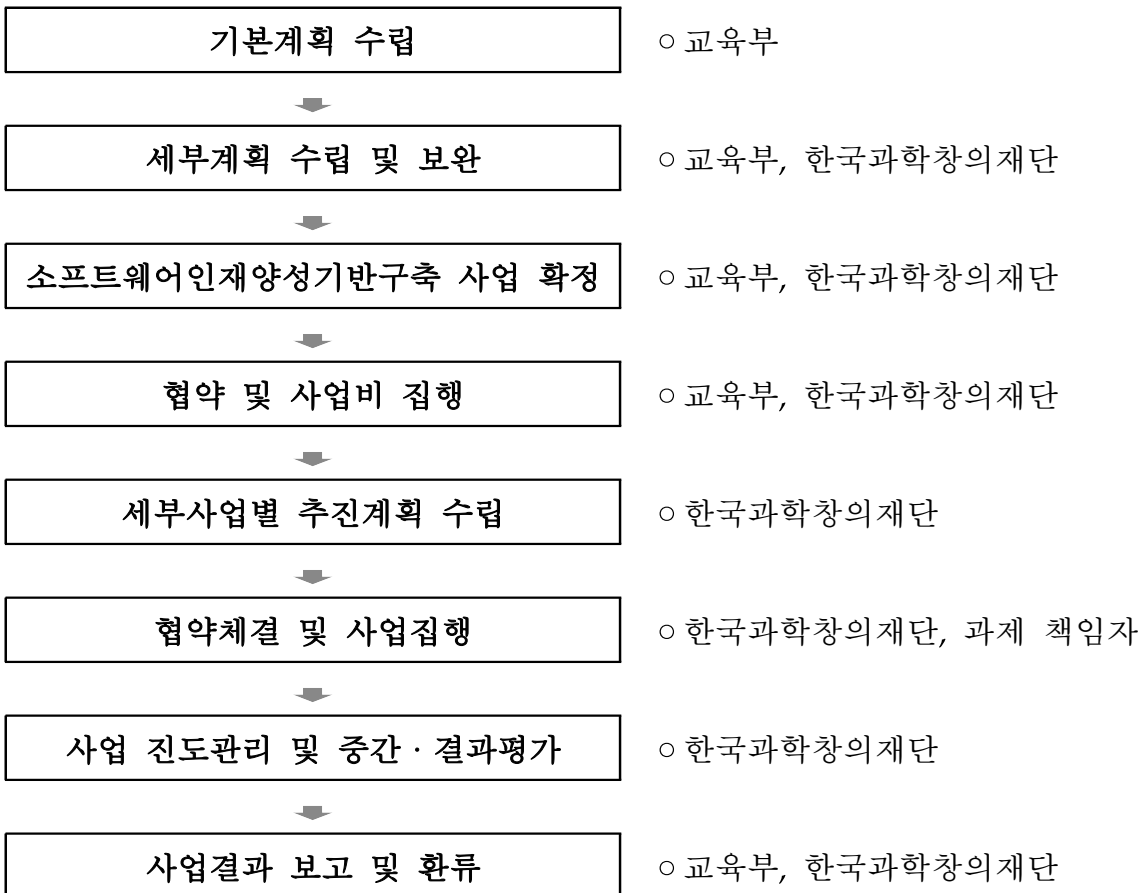 기본계획 수립 ○ 교육부
세부계획 수립 및 보완 ○ 교육부, 한국과학창의재단
소프트웨어인재양성기반구축 사업 확정 ○ 교육부, 한국과학창의재단
협약 및 사업비 집행 ○ 교육부, 한국과학창의재단
세부사업별 추진계획 수립 ○ 한국과학창의재단
협약체결 및 사업집행 ○ 한국과학창의재단, 과제 책임자
사업 진도관리 및 중간·결과평가 ○ 한국과학창의재단
사업결과 보고 및 환류 ○ 교육부, 한국과학창의재단